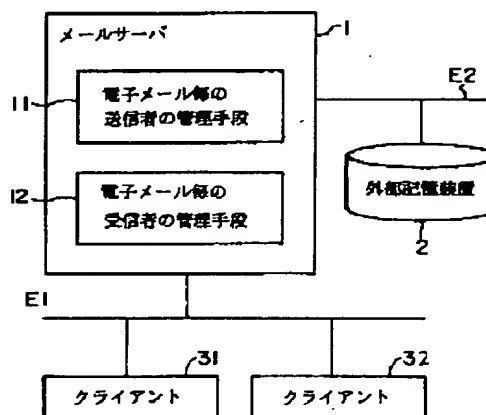 メールサーバ
1
11
電子メール毎の
送信者の管理手段
E2
12
電子メール毎の
受信者の管理手段
外部記憶装置
2
E1
31
32
クライアント
クライアント